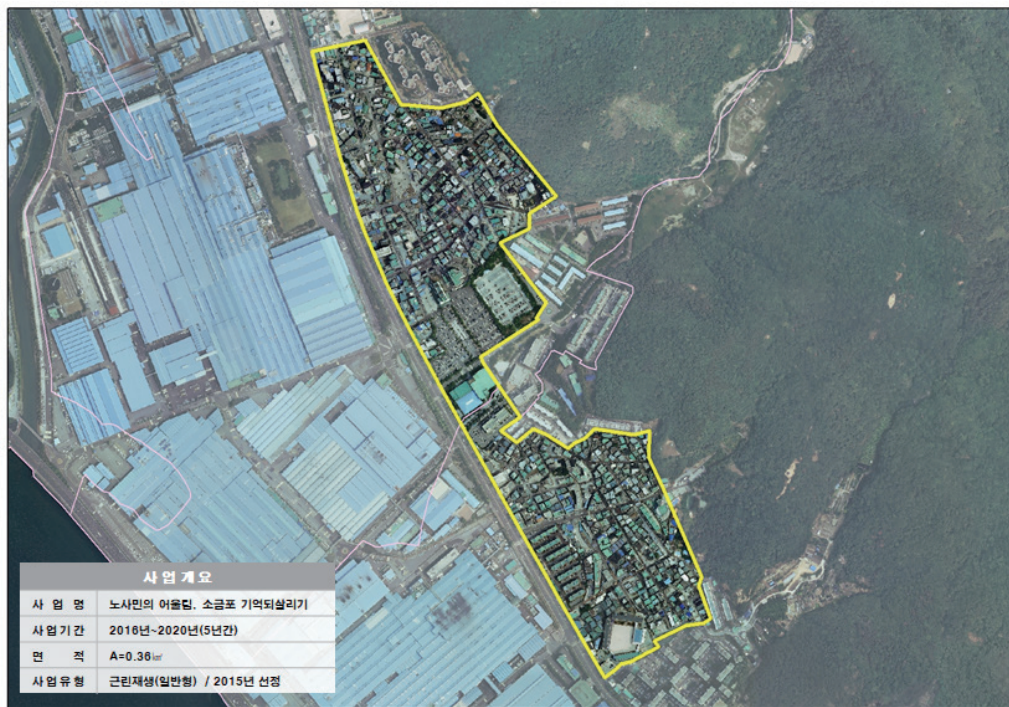 사업개요
사 업 명 노사민의 어울림, 소금포 기억되살리기
사업기간 2016년~2020년(5년간)
면 적 A=0.36㎢
사업유형 근린재생(일반형) / 2015년 선정